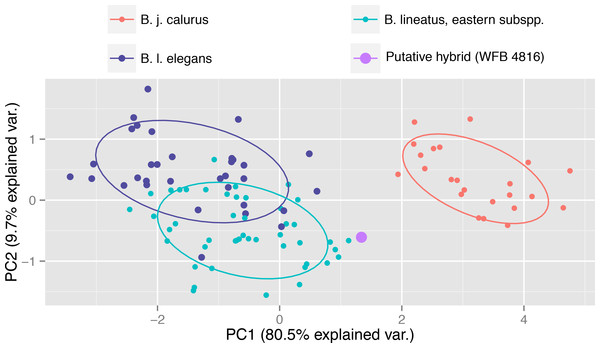 B. j. calurus
B. lineatus, eastern subspp.
B. l. elegans
Putative hybrid (WFB 4816)
PC2 (9.7% explained var.)
1
0
−1
−2
0
2
4
PC1 (80.5% explained var.)